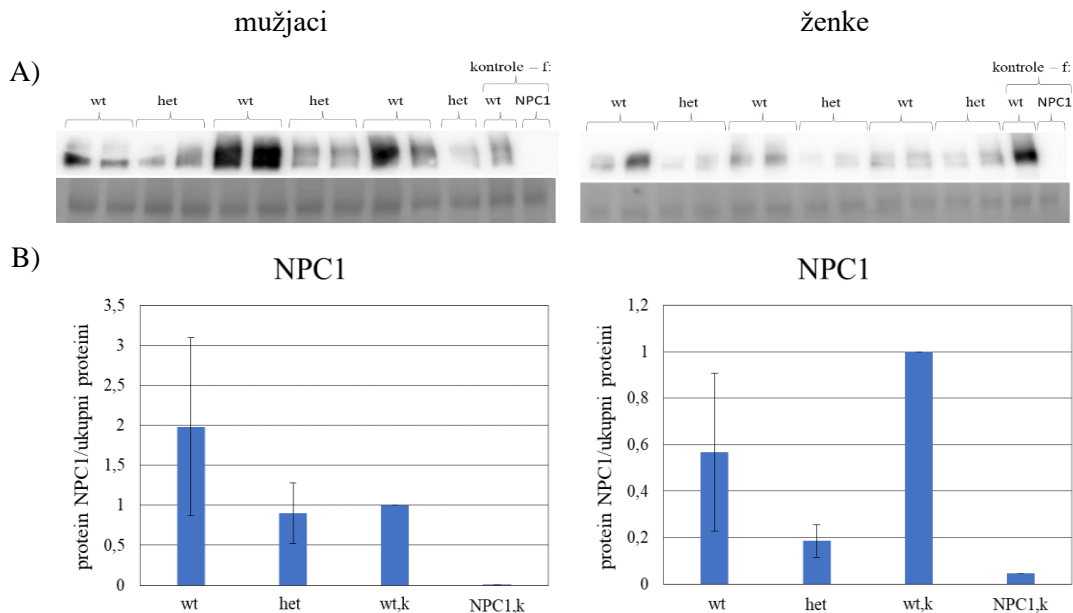 mužjaci
ženke
A)
kontrole – f:
wt het wt het wt het wt NPC1
kontrole – f:
wt het wt het wt het wt NPC1
B)
NPC1
protein NPC1/ukupni proteini
3,5
3
2,5
2
1,5
1
0,5
0
wt het wt,k NPC1,k
NPC1
protein NPC1/ukupni proteini
1,2
1
0,8
0,6
0,4
0,2
0
wt het wt,k NPC1,k